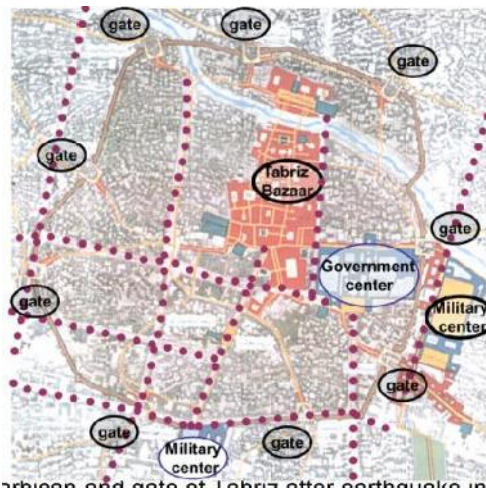 gate
gate
gate
gate
Tabriz
Bazaar
gate
Government
center
gate
Military
center
gate
gate
gate
Military
center
and gate of Tabriz after earthquake in